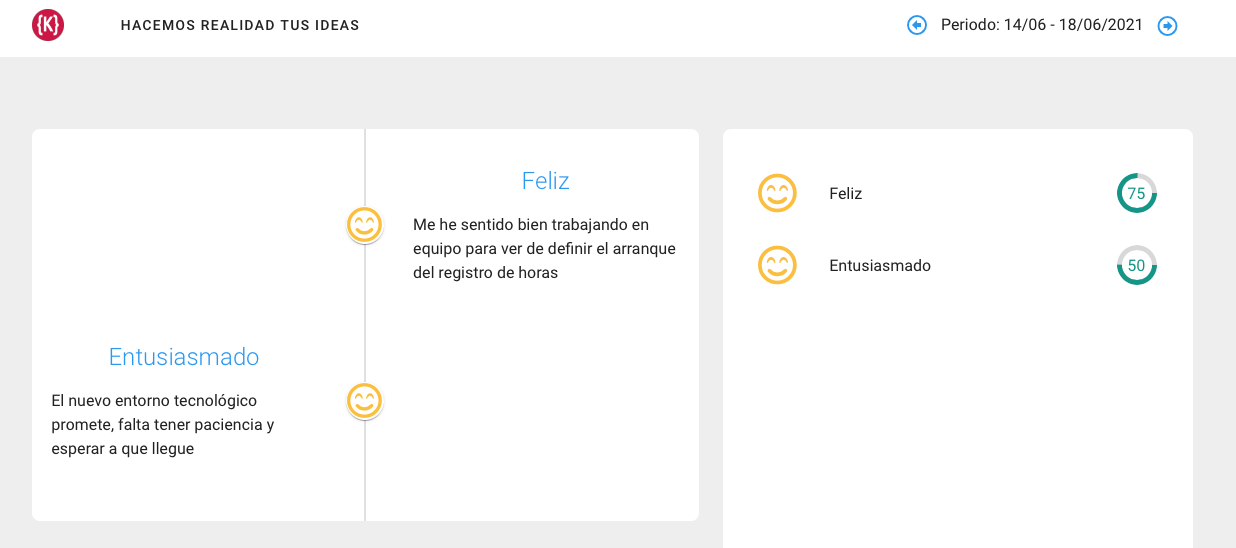 {K}
HACEMOS REALIDAD TUS IDEAS
Periodo: 14/06 - 18/06/2021
Feliz
Me he sentido bien trabajando en
equipo para ver de definir el arranque
del registro de horas
Entusiasmado
El nuevo entorno tecnológico
promete, falta tener paciencia y
esperar a que llegue
Feliz
75
Entusiasmado
50